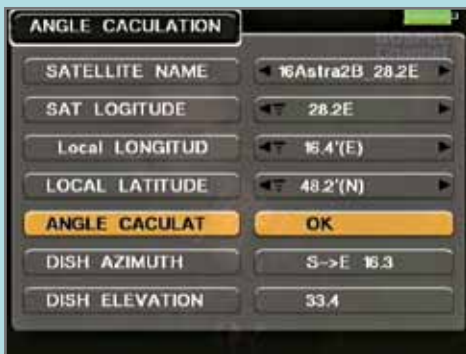 ANGLE CACULATION
SATELLITE NAME 16Astra2B 28.2E
SAT LOGITUDE 28.2E
Local LONGITUD 16.4'(E)
LOCAL LATITUDE 48.2'(N)
ANGLE CACULAT OK
DISH AZIMUTH S->E 16.3
DISH ELEVATION 33.4